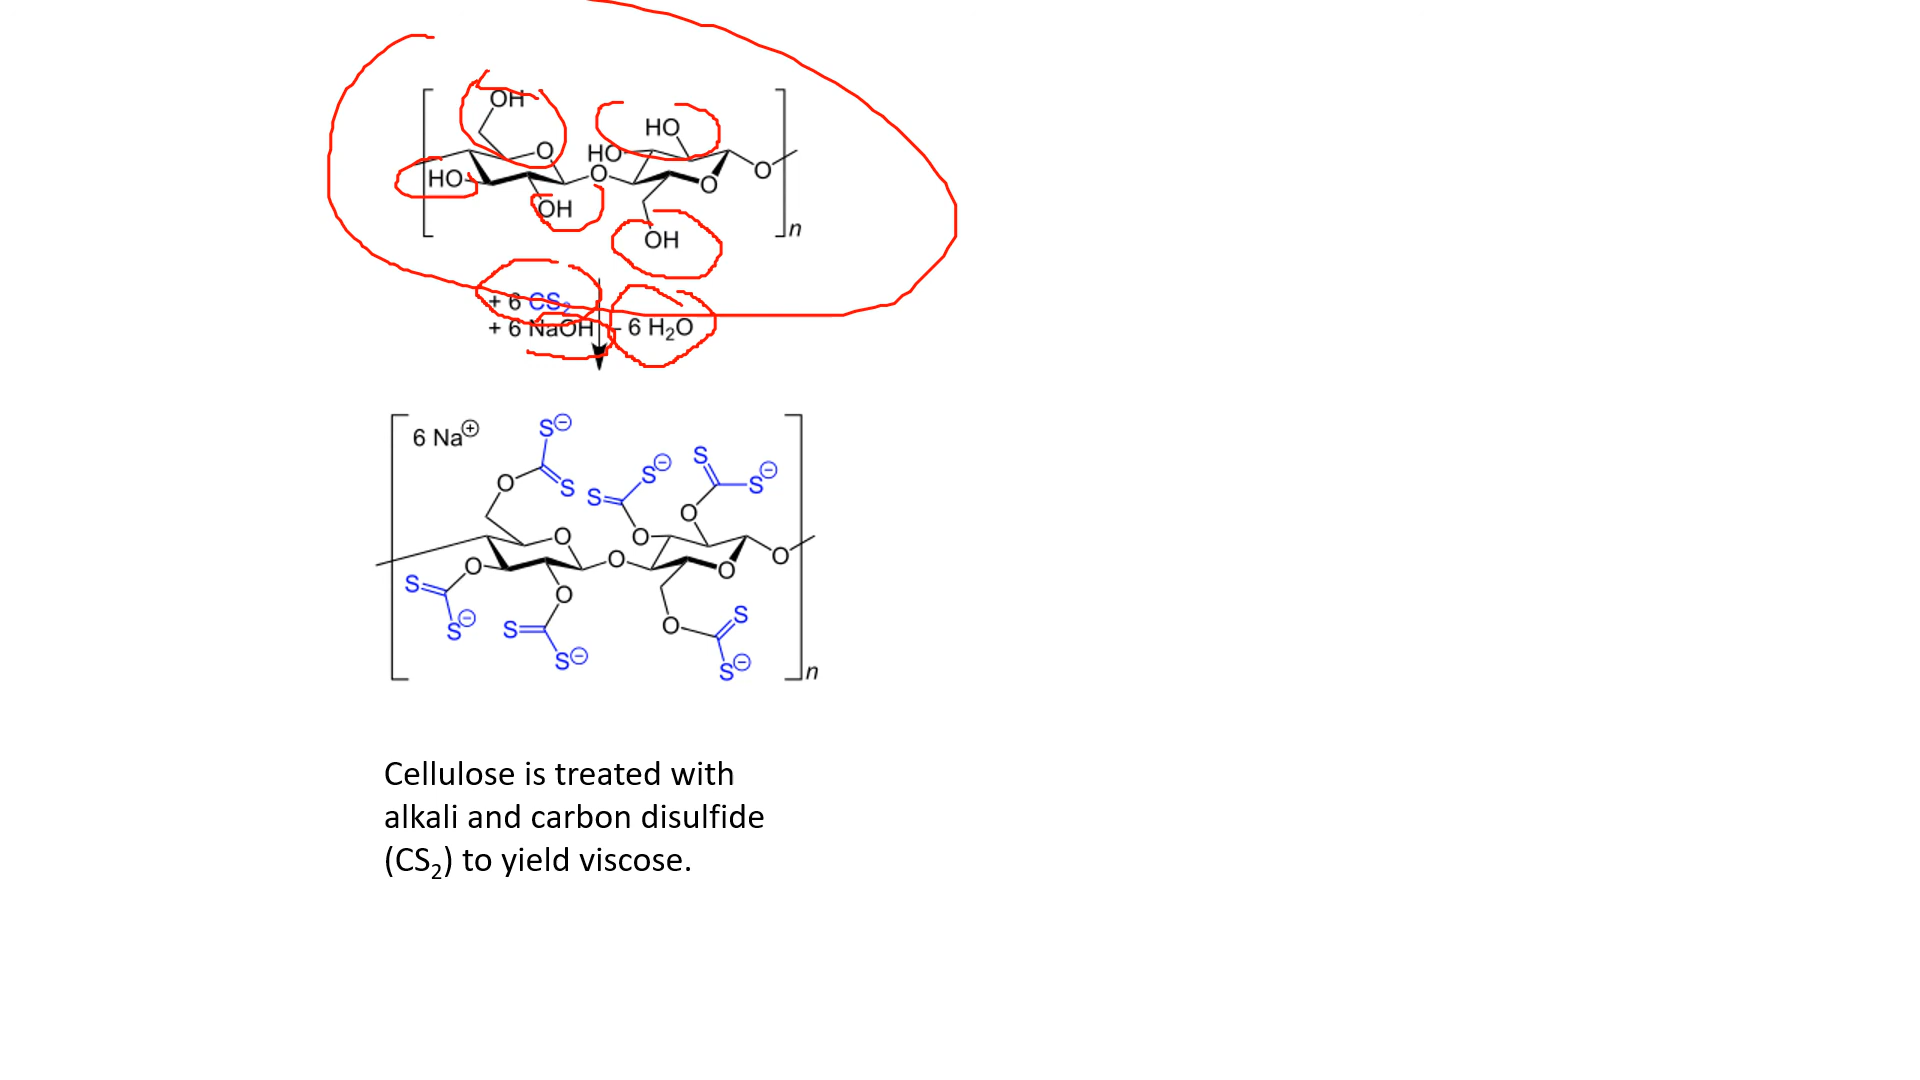 OH
HO
O
HO
HO
O
O
O
OH
OH
n
+ 6 CS₂
+ 6 NaOH - 6 H₂O
6 Na⊕
S⊖
S
O
S
S⊖
S
S⊖
O
O
O
O
O
O
O
O
S
S⊖
O
S
S⊖
O
S
S⊖
n
Cellulose is treated with
alkali and carbon disulfide
(CS₂) to yield viscose.